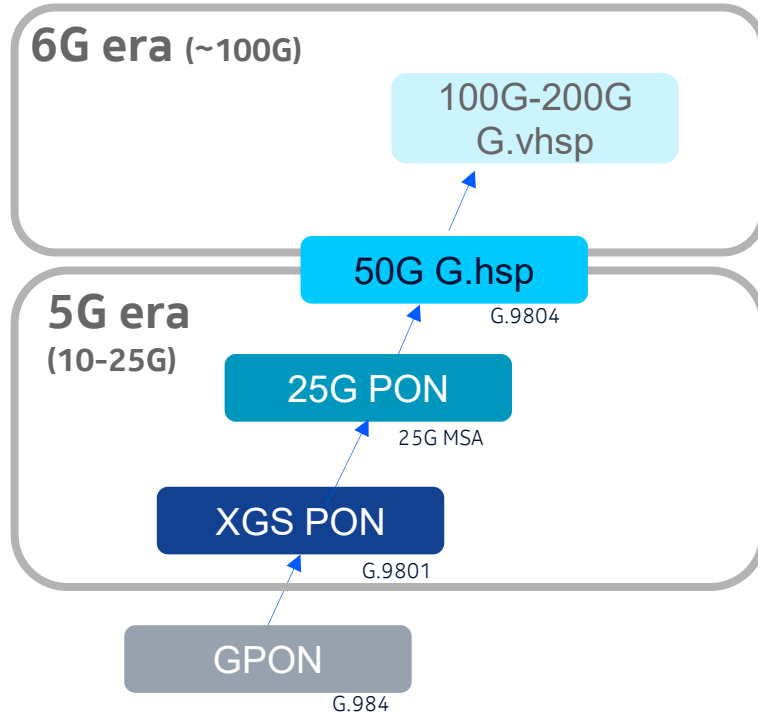 6G era (~100G)
100G-200G
G.vhsp
50G G.hsp
G.9804
5G era
(10-25G)
25G PON
25G MSA
XGS PON
G.9801
GPON
G.984